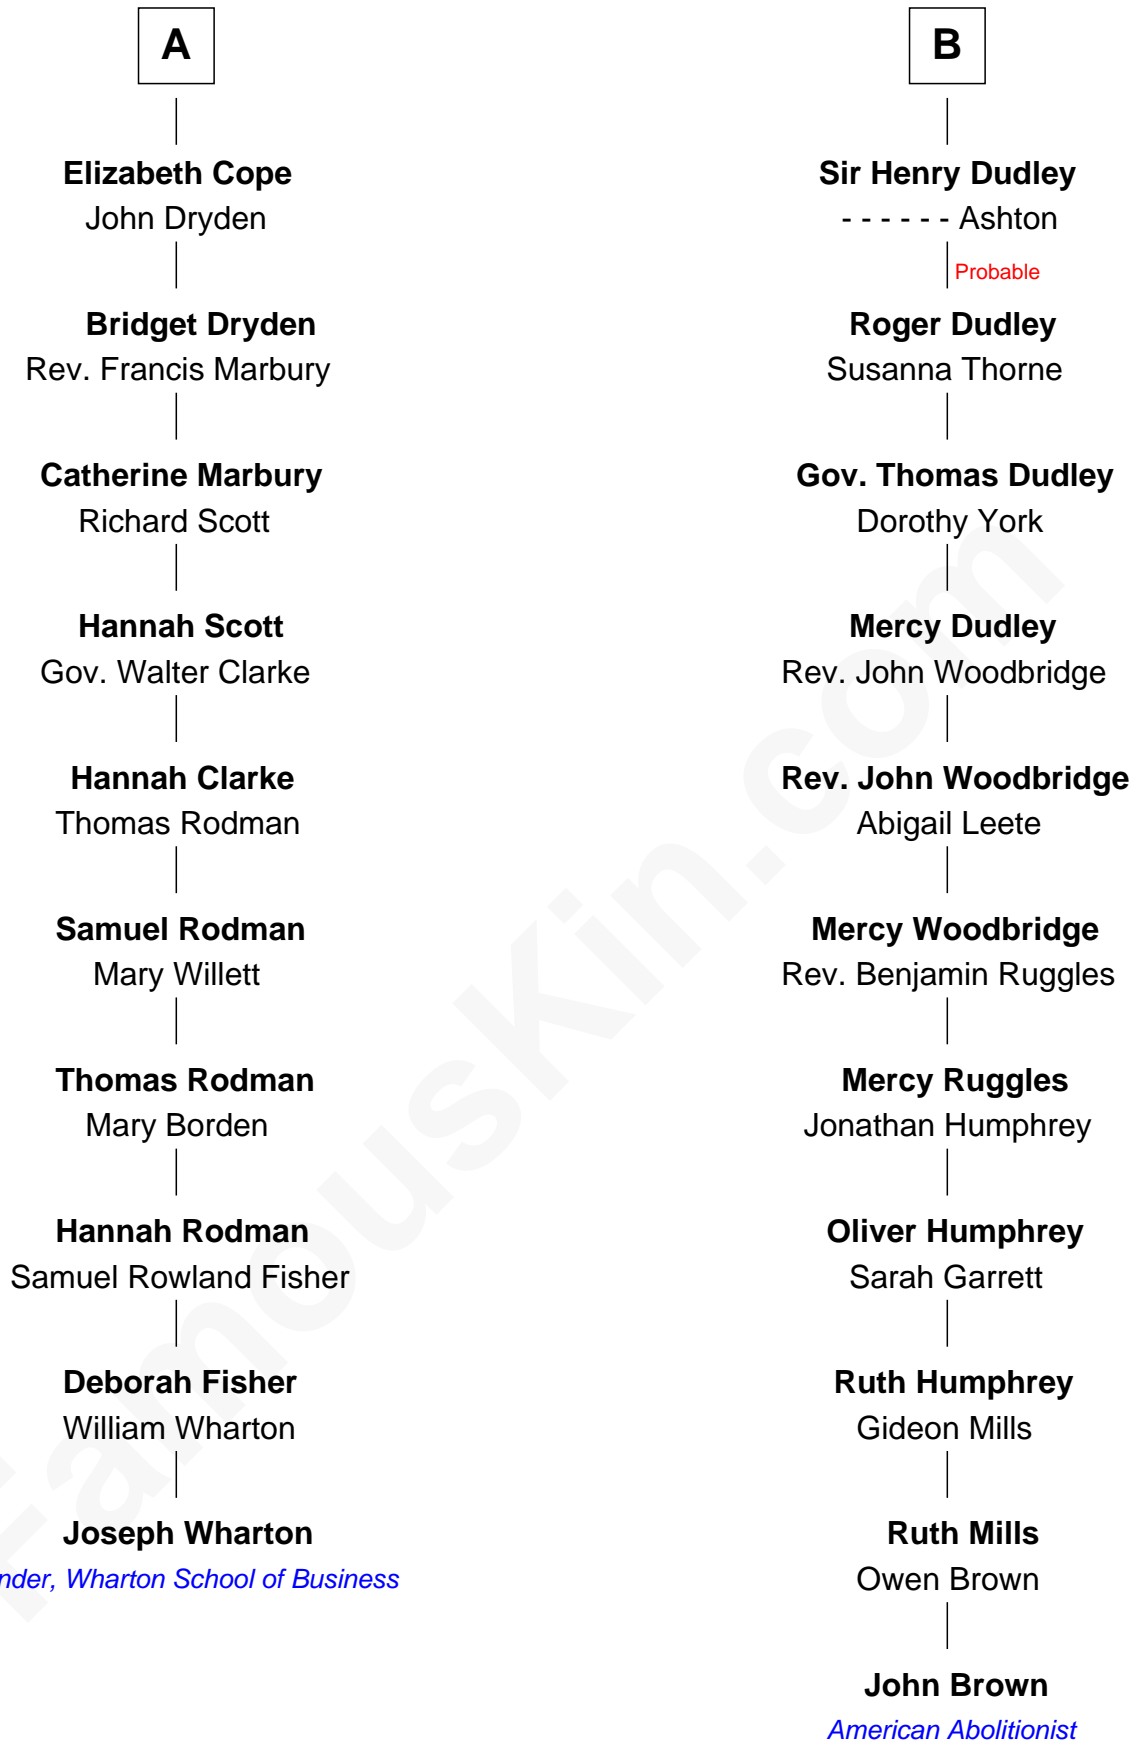 A
Elizabeth Cope
John Dryden
Bridget Dryden
Rev. Francis Marbury
Catherine Marbury
Richard Scott
Hannah Scott
Gov. Walter Clarke
Hannah Clarke
Thomas Rodman
Samuel Rodman
Mary Willett
Thomas Rodman
Mary Borden
Hannah Rodman
Samuel Rowland Fisher
Deborah Fisher
William Wharton
Joseph Wharton
nder, Wharton School of Business
B
Sir Henry Dudley
- - - - - - Ashton
Probable
Roger Dudley
Susanna Thorne
Gov. Thomas Dudley
Dorothy York
Mercy Dudley
Rev. John Woodbridge
Rev. John Woodbridge
Abigail Leete
Mercy Woodbridge
Rev. Benjamin Ruggles
Mercy Ruggles
Jonathan Humphrey
Oliver Humphrey
Sarah Garrett
Ruth Humphrey
Gideon Mills
Ruth Mills
Owen Brown
John Brown
American Abolitionist
FamousKin.com